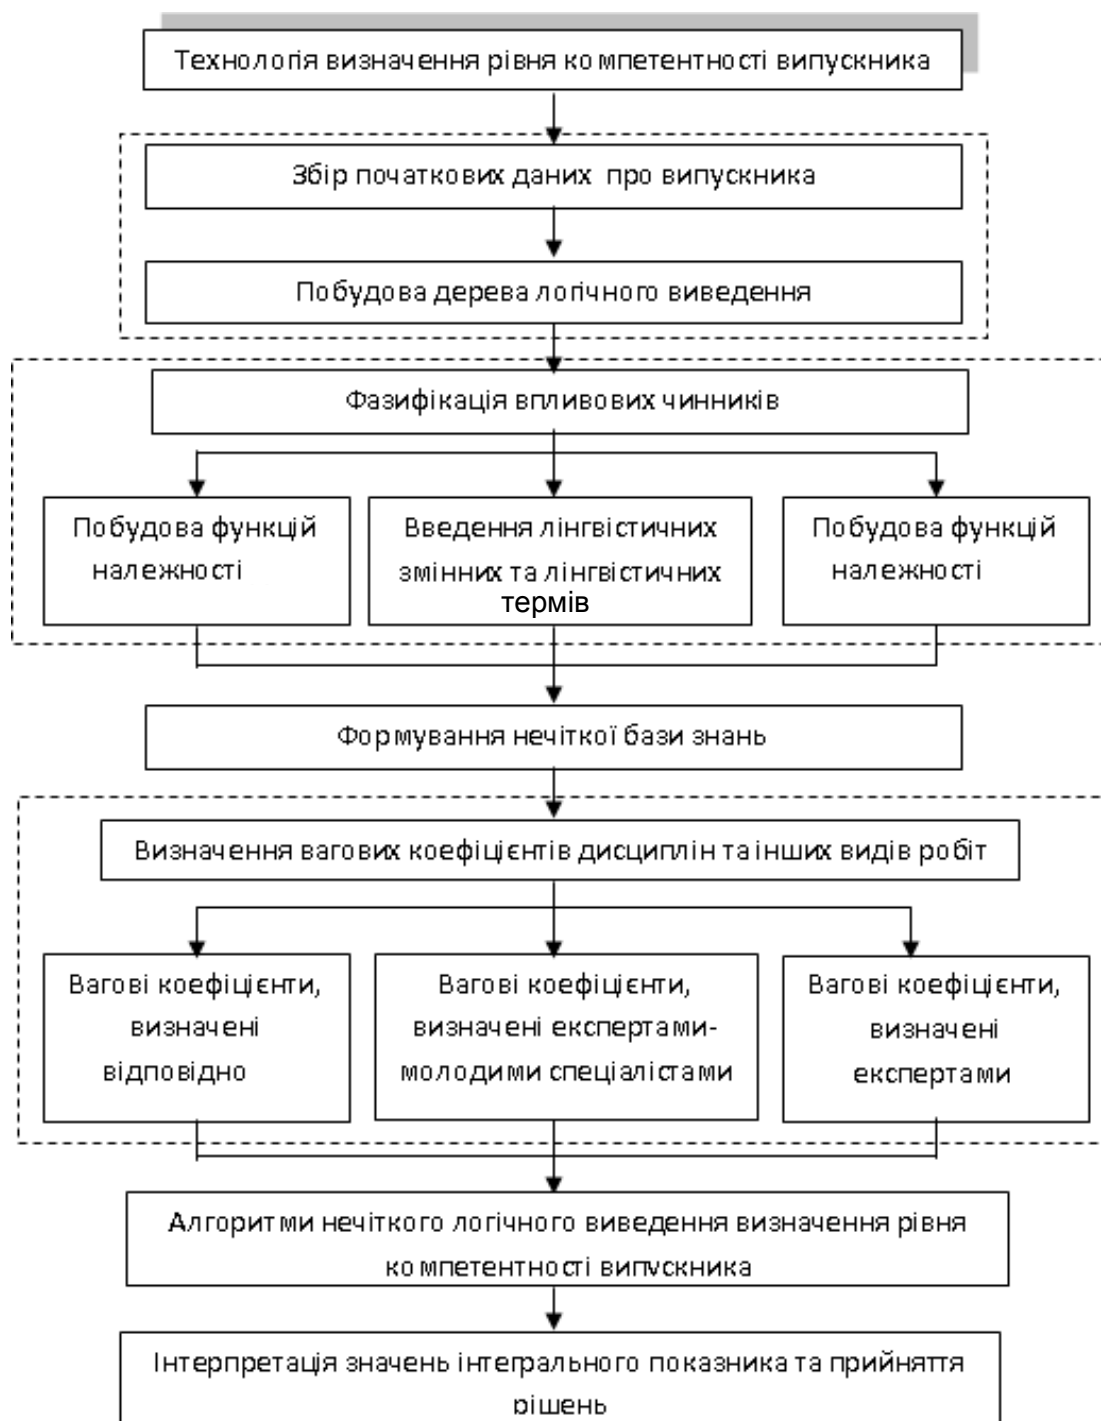 Технологія визначення рівня компетентності випускника
Збір початкових даних про випускника
Побудова дерева логічного виведення
Фазифікація впливових чинників
Побудова функцій
належності
Введення лінгвістичних
змінних та лінгвістичних
термів
Побудова функцій
належності
Формування нечіткої бази знань
Визначення вагових коефіцієнтів дисциплін та інших видів робіт
Вагові коефіцієнти,
визначені
відповідно
Вагові коефіцієнти,
визначені експертами-
молодими спеціалістами
Вагові коефіцієнти,
визначені
експертами
Алгоритми нечіткого логічного виведення визначення рівня
компетентності випускника
Інтерпретація значень інтегрального показника та прийняття
рішень